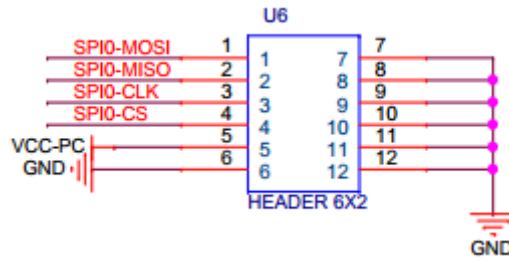 U6
SPI0-MOSI 1 1 7 7
SPI0-MISO 2 2 8 8
SPI0-CLK 3 3 9 9
SPI0-CS 4 4 10 10
VCC-PC 5 5 11 11
GND 6 6 12 12
HEADER 6X2
GND